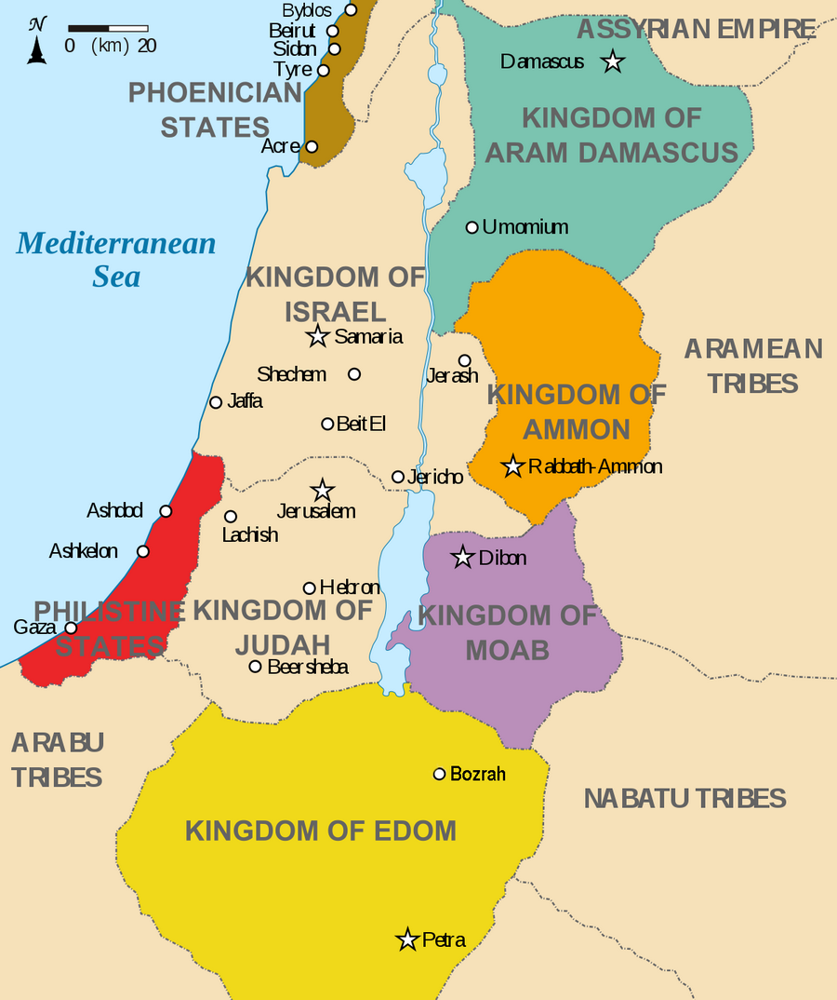 Byblos
N
Beirut
0 (km) 20
Sidon
Tyre
ASSYRIAN EMPIRE
Damascus
PHOENICIAN
STATES
Acre
KINGDOM OF
ARAM DAMASCUS
Umomium
Mediterranean
Sea
KINGDOM OF
ISRAEL
Samaria
Shechem
Jerash
ARAMEAN
TRIBES
Jaffa
Beit El
KINGDOM OF
AMMON
Rabbath-Ammon
Jericho
Jerusalem
Ashdod
Lachish
Ashkelon
Dibon
Hebron
PHILISTINE
STATES
Gaza
KINGDOM OF
JUDAH
KINGDOM OF
MOAB
Beersheba
ARABU
TRIBES
Bozrah
NABATU TRIBES
KINGDOM OF EDOM
Petra